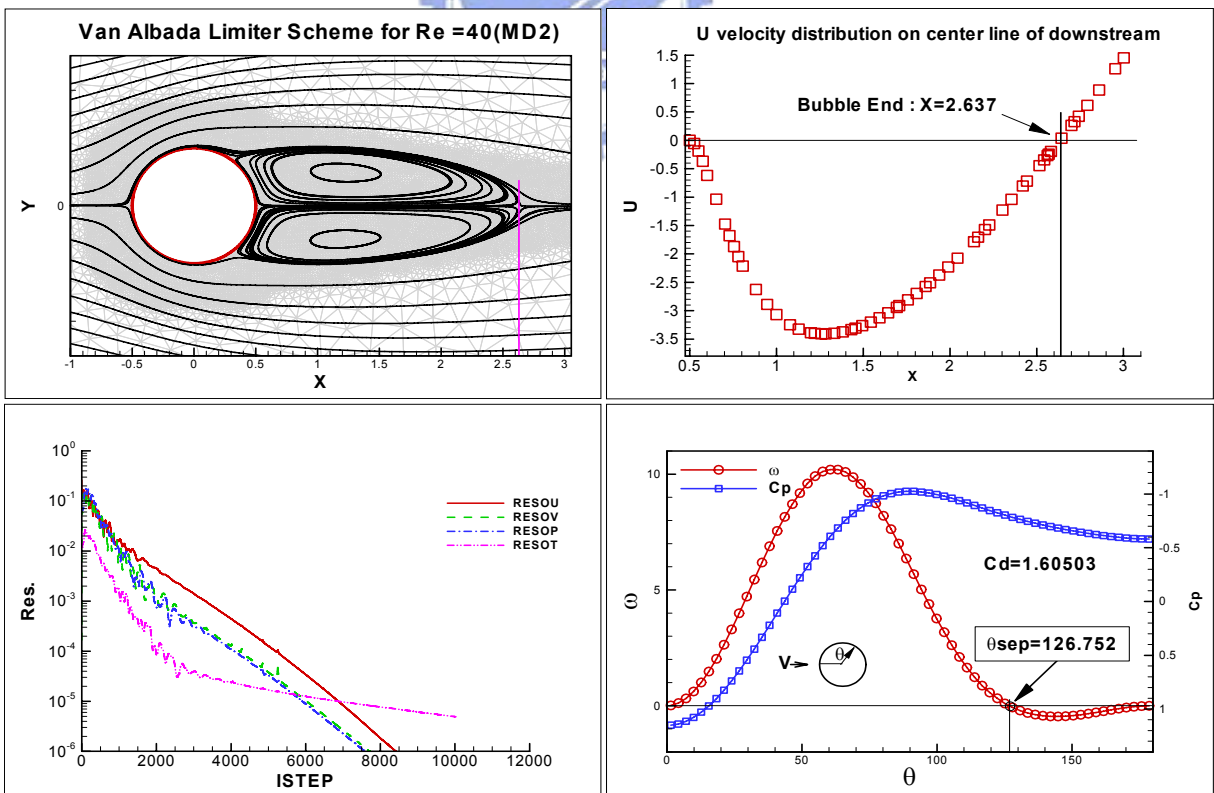 Van Albada Limiter Scheme for Re =40(MD2)
Y
0
-1
-0.5
0
0.5
1
1.5
2
2.5
3
X
U velocity distribution on center line of downstream
Bubble End : X=2.637
U
1.5
1
0.5
0
-0.5
-1
-1.5
-2
-2.5
-3
-3.5
0.5
1
1.5
2
2.5
3
X
Res.
10^0
10^-1
10^-2
10^-3
10^-4
10^-5
10^-6
RESOU
RESOV
RESOP
RESOT
0
2000
4000
6000
8000
10000
12000
ISTEP
ω
Cp
10
5
0
ω
-1
-0.5
0
0.5
1
Cp
Cd=1.60503
θsep=126.752
V
θ
0
50
100
150
θ